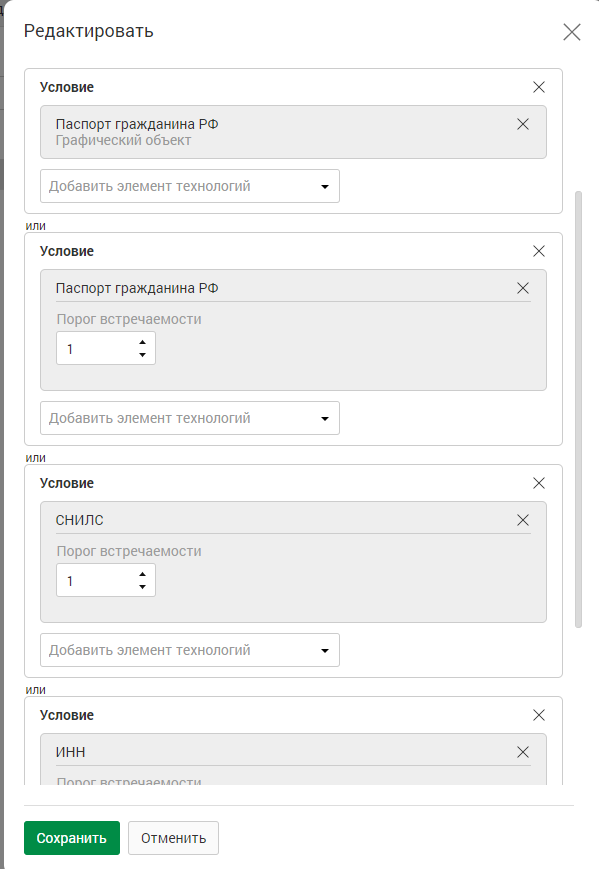 Редактировать
Условие
Паспорт гражданина РФ
Графический объект
Добавить элемент технологий
или
Условие
Паспорт гражданина РФ
Порог встречаемости
1
Добавить элемент технологий
или
Условие
СНИЛС
Порог встречаемости
1
Добавить элемент технологий
или
Условие
ИНН
Порог встречаемости
Сохранить Отменить